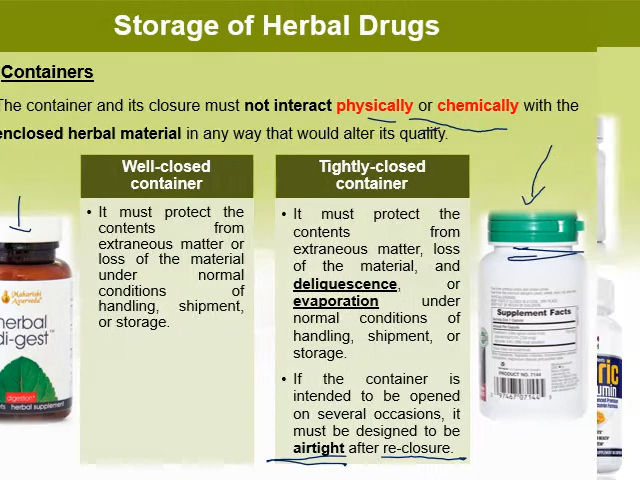 Storage of Herbal Drugs
Containers
The container and its closure must not interact physically or chemically with the
enclosed herbal material in any way that would alter its quality.
Well-closed
container
• It must protect the
contents from
extraneous matter or
loss of the material
under normal
conditions of
handling, shipment,
or storage.
Tightly-closed
container
• It must protect the
contents from
extraneous matter, loss
of the material, and
deliquescence, or
evaporation under
normal conditions of
handling, shipment, or
storage.
• If the container is
intended to be opened
on several occasions, it
must be designed to be
airtight after re-closure.
Maharishi
Ayurveda
herbal
di-gest™
digestion
herbal supplement
Supplement Facts
PRODUCT NO. 7144
ric
umin